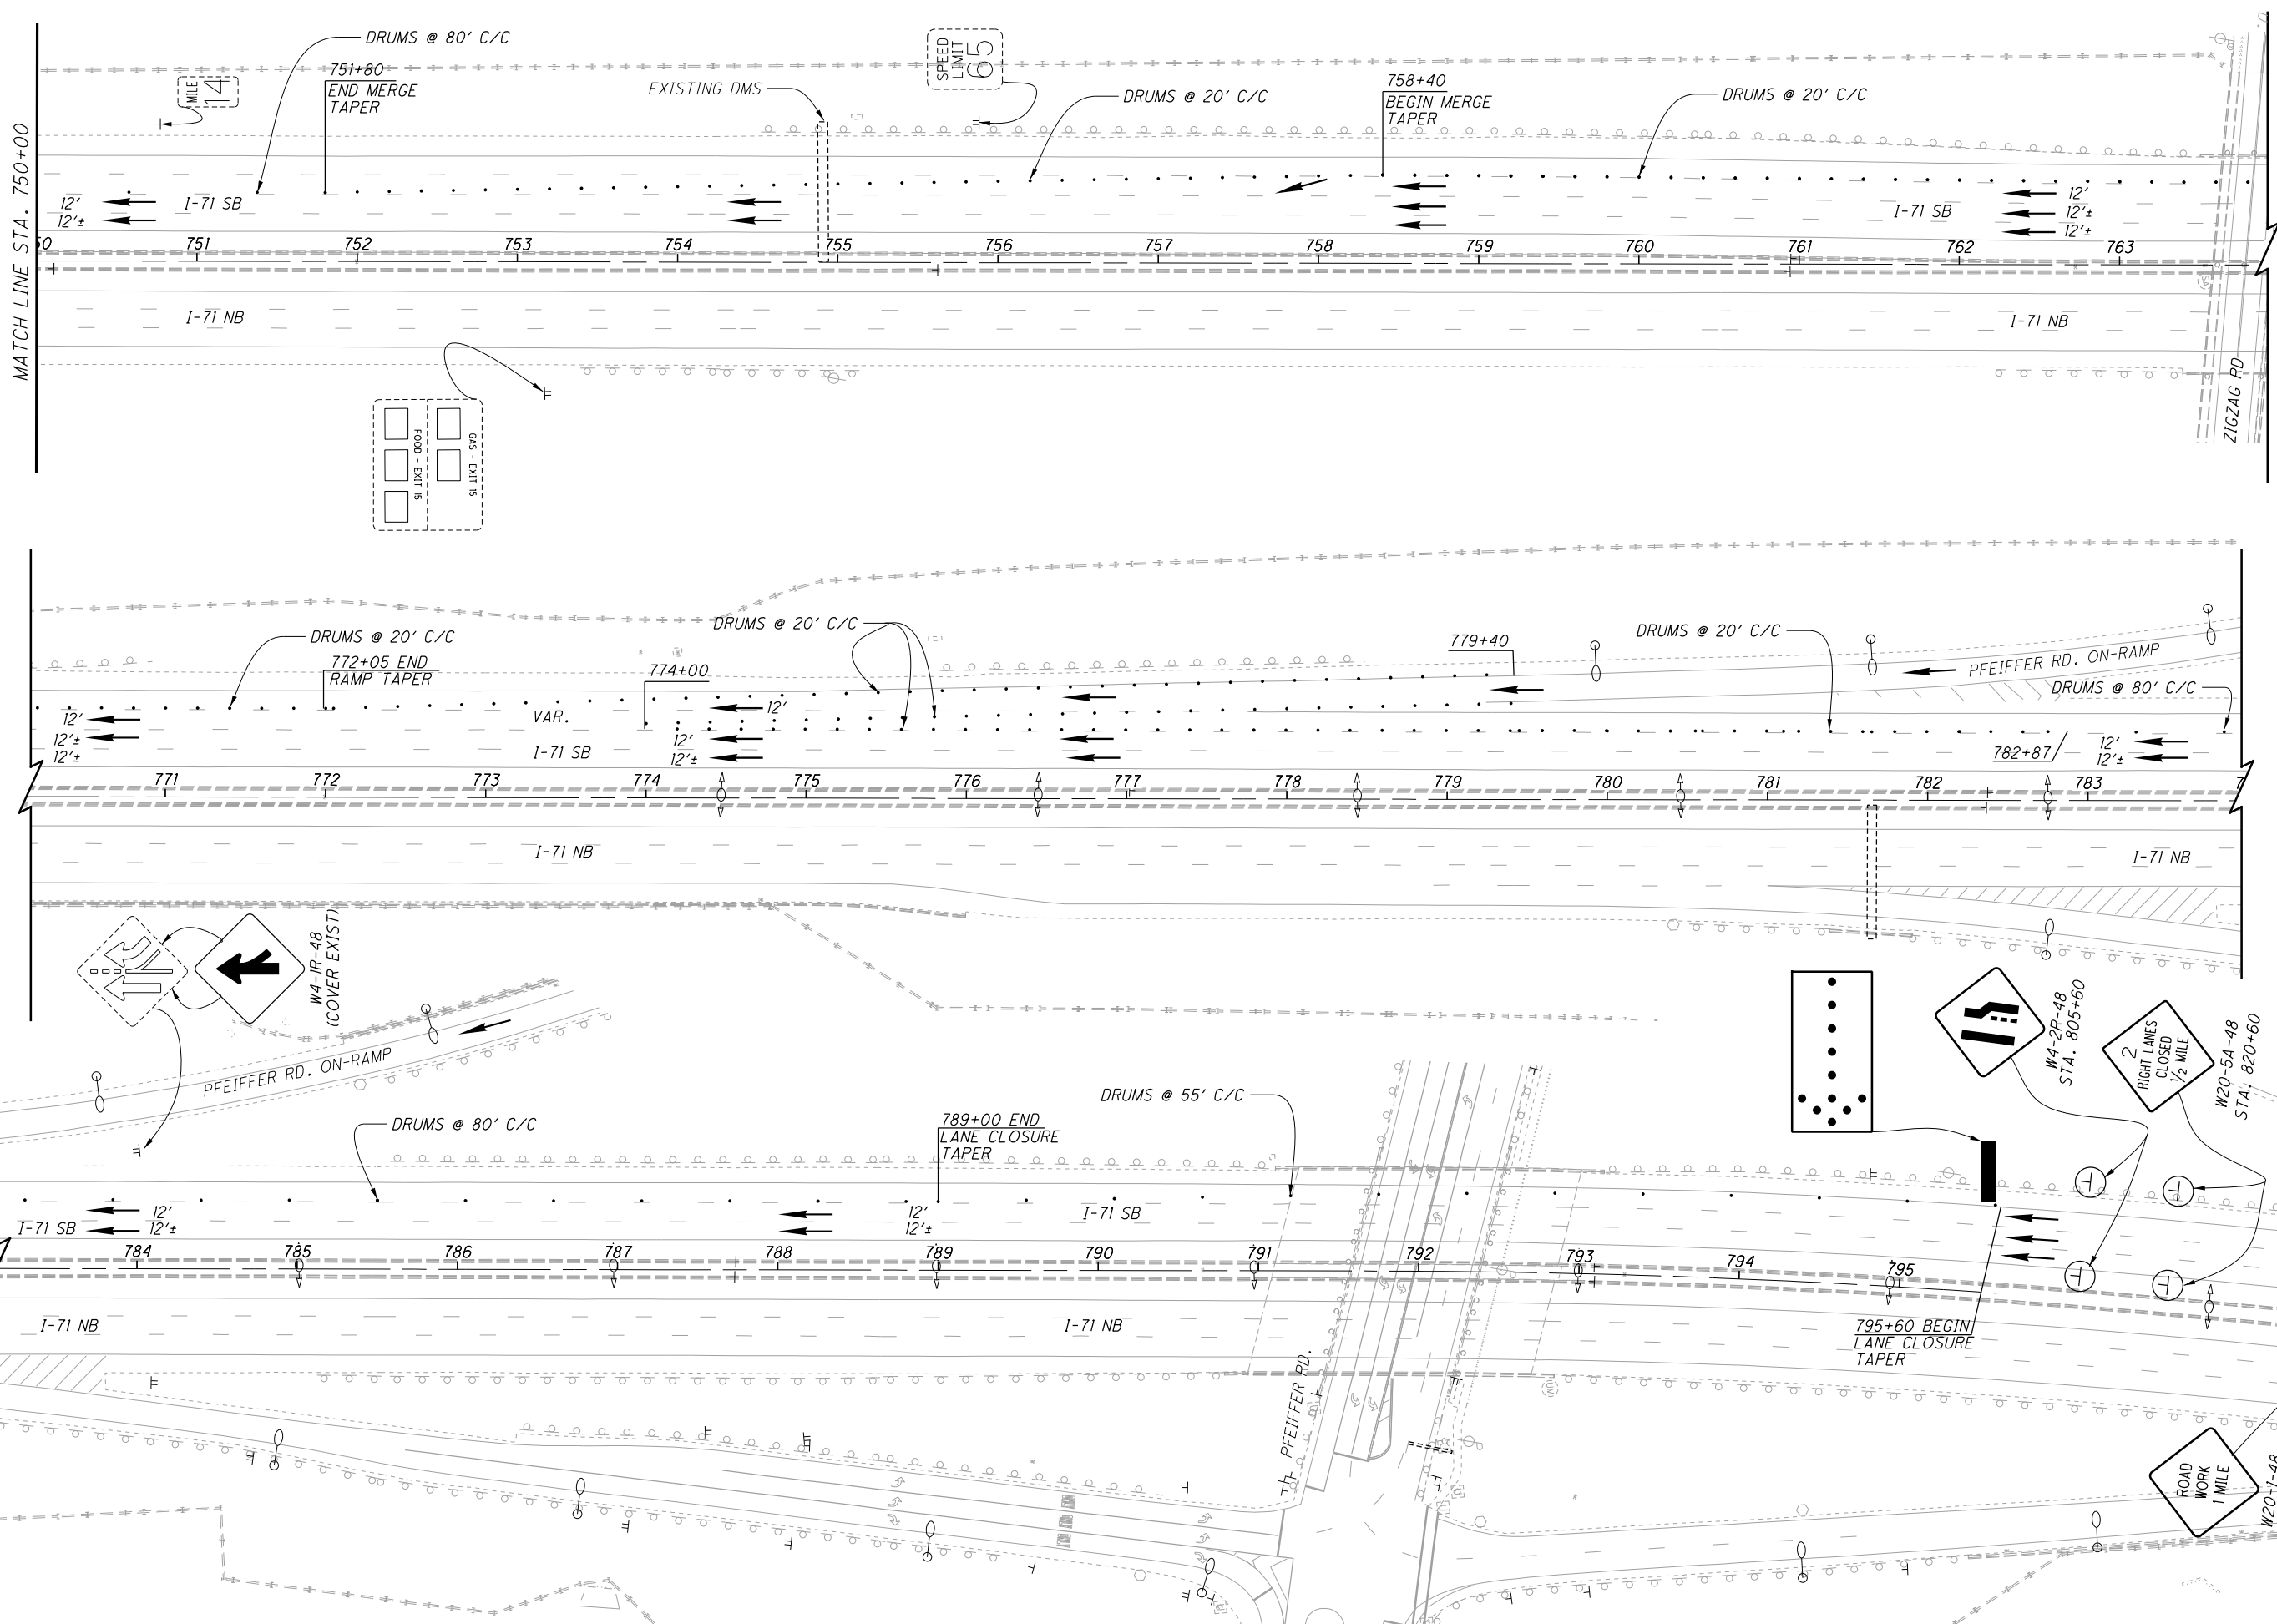 DRUMS @ 80' C/C
MILE
14
751+80
END MERGE
TAPER
EXISTING DMS
SPEED
LIMIT
65
DRUMS @ 20' C/C
758+40
BEGIN MERGE
TAPER
DRUMS @ 20' C/C
MATCH LINE STA. 750+00
12'
12'±
I-71 SB
I-71 SB
12'
12'±
12'±
50
751
752
753
754
755
756
757
758
759
760
761
762
763
I-71 NB
I-71 NB
ZIGZAG RD
GAS - EXIT 15
FOOD - EXIT 15
DRUMS @ 20' C/C
772+05 END
RAMP TAPER
774+00
DRUMS @ 20' C/C
779+40
DRUMS @ 20' C/C
PFEIFFER RD. ON-RAMP
DRUMS @ 80' C/C
12'
12'±
12'±
VAR.
I-71 SB
12'
12'
12'±
782+87
12'
12'±
771
772
773
774
775
776
777
778
779
780
781
782
783
I-71 NB
I-71 NB
W4-1R-48
(COVER EXIST)
PFEIFFER RD. ON-RAMP
DRUMS @ 80' C/C
789+00 END
LANE CLOSURE
TAPER
DRUMS @ 55' C/C
W4-2R-48
STA. 805+60
2
RIGHT LANES
CLOSED
1/2 MILE
W20-5A-48
STA. 820+60
I-71 SB
12'
12'±
12'
12'±
I-71 SB
784
785
786
787
788
789
790
791
792
793
794
795
I-71 NB
I-71 NB
795+60 BEGIN
LANE CLOSURE
TAPER
PFEIFFER RD.
ROAD
WORK
1 MILE
W20-1-48